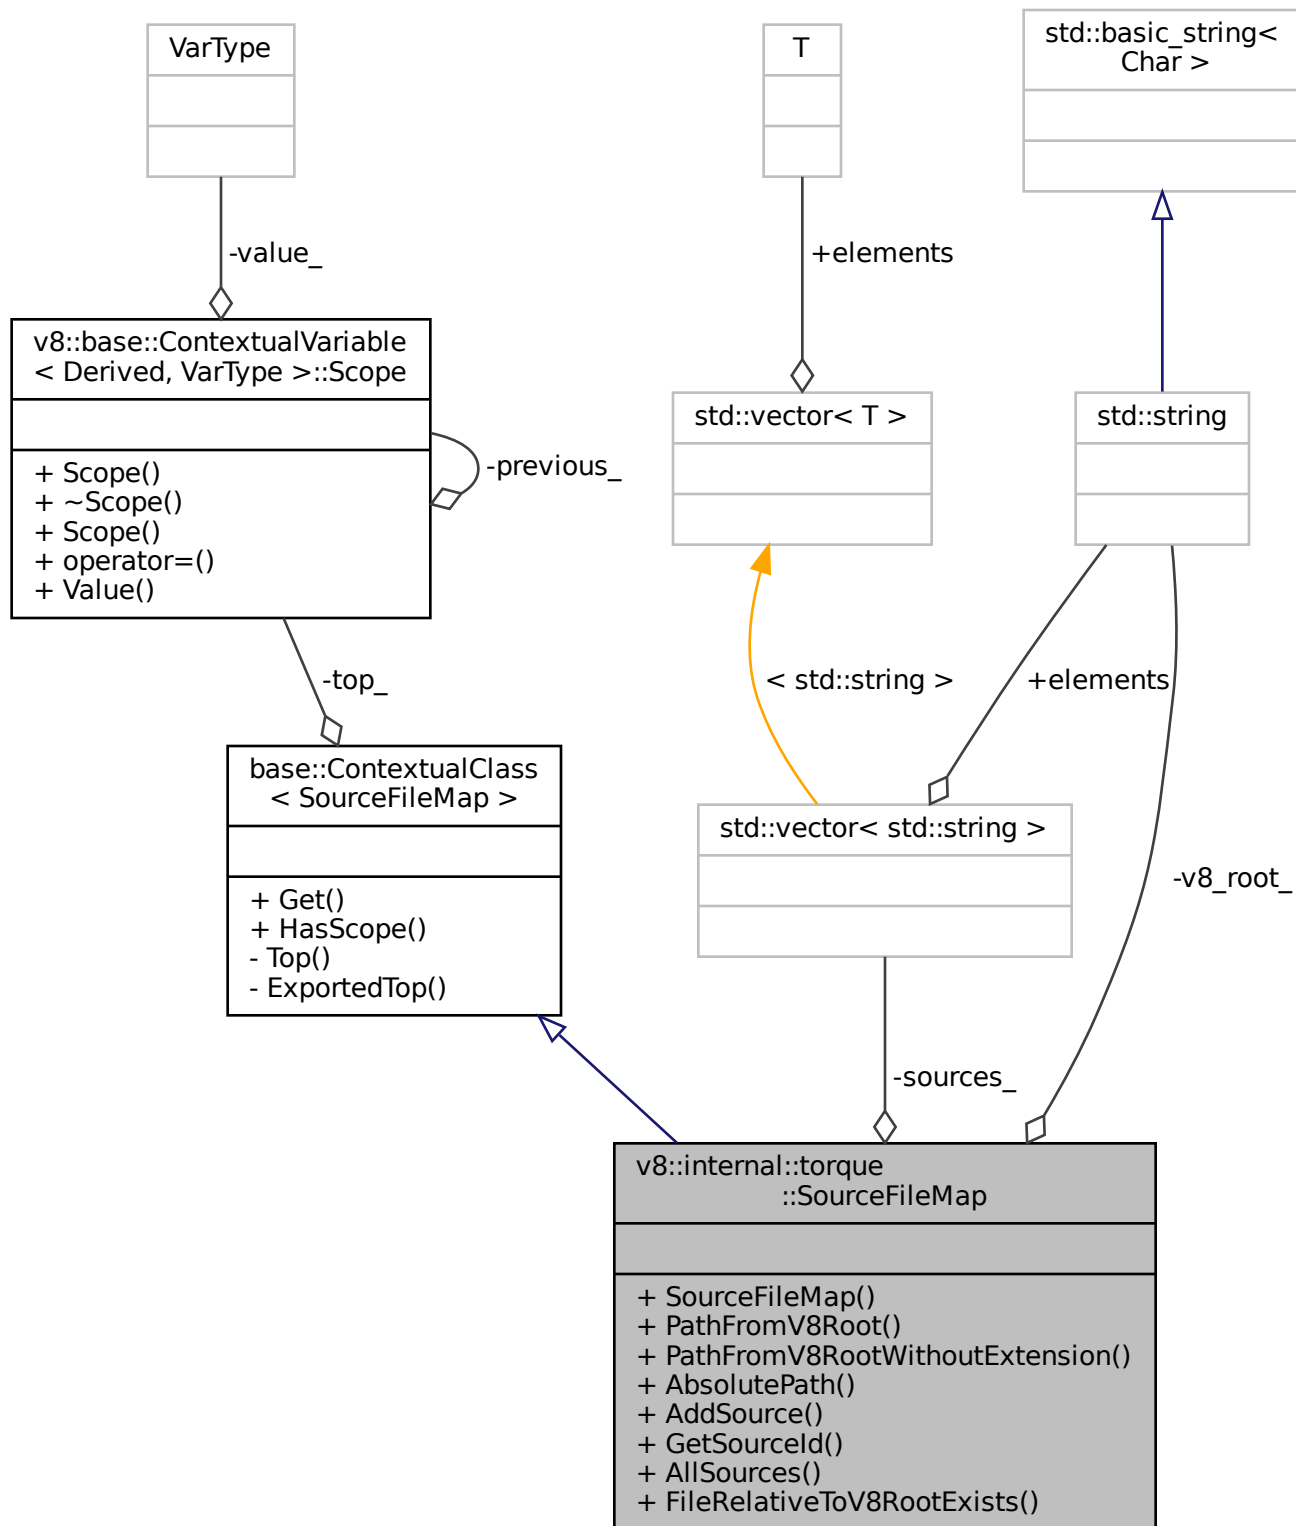 VarType
T
std::basic_string<
Char >
-value_
+elements
v8::base::ContextualVariable
< Derived, VarType >::Scope
+ Scope()
+ ~Scope()
+ Scope()
+ operator=()
+ Value()
-previous_
std::vector< T >
std::string
-top_
< std::string >
+elements
base::ContextualClass
< SourceFileMap >
+ Get()
+ HasScope()
- Top()
- ExportedTop()
std::vector< std::string >
-v8_root_
-sources_
v8::internal::torque
::SourceFileMap
+ SourceFileMap()
+ PathFromV8Root()
+ PathFromV8RootWithoutExtension()
+ AbsolutePath()
+ AddSource()
+ GetSourceId()
+ AllSources()
+ FileRelativeToV8RootExists()